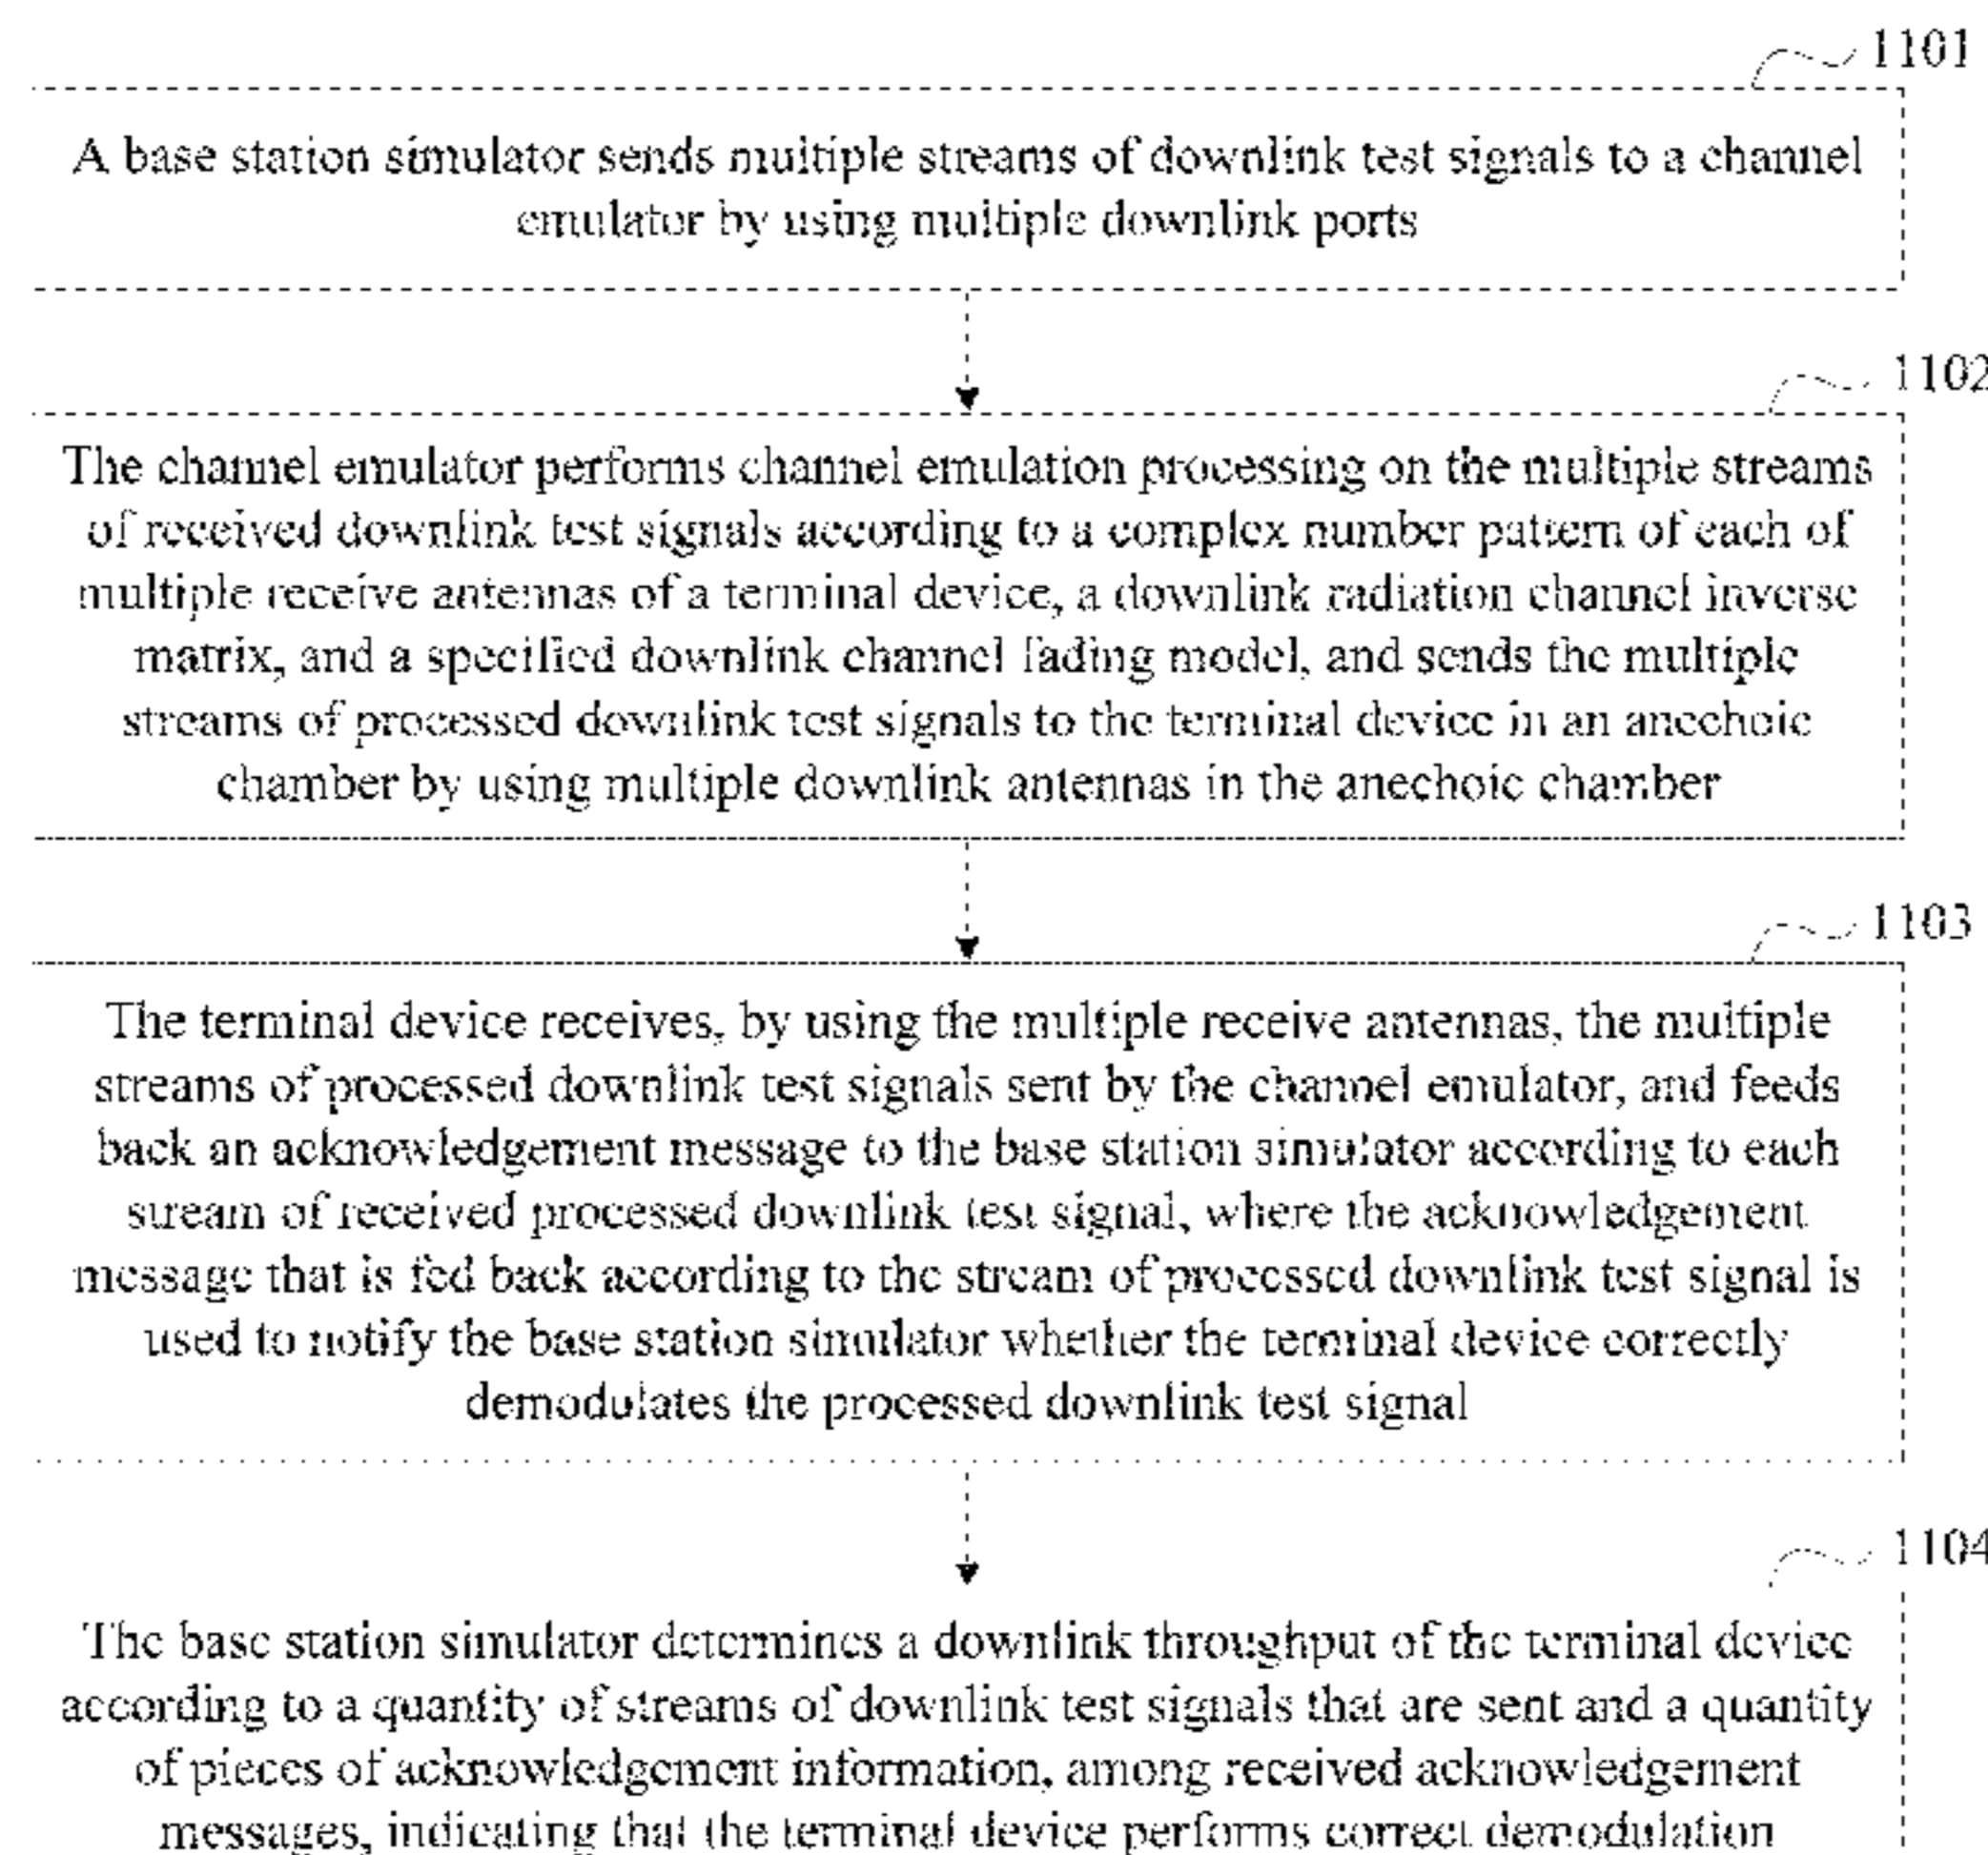 1101
A base station simulator sends multiple streams of downlink test signals to a channel
emulator by using multiple downlink ports
1102
The channel emulator performs channel emulation processing on the multiple streams
of received downlink test signals according to a complex number pattern of each of
multiple receive antennas of a terminal device, a downlink radiation channel inverse
matrix, and a specified downlink channel fading model, and sends the multiple
streams of processed downlink test signals to the terminal device in an anechoic
chamber by using multiple downlink antennas in the anechoic chamber
1103
The terminal device receives, by using the multiple receive antennas, the multiple
streams of processed downlink test signals sent by the channel emulator, and feeds
back an acknowledgement message to the base station simulator according to each
stream of received processed downlink test signal, where the acknowledgement
message that is fed back according to the stream of processed downlink test signal is
used to notify the base station simulator whether the terminal device correctly
demodulates the processed downlink test signal
1104
The base station simulator determines a downlink throughput of the terminal device
according to a quantity of streams of downlink test signals that are sent and a quantity
of pieces of acknowledgement information, among received acknowledgement
messages, indicating that the terminal device performs correct demodulation